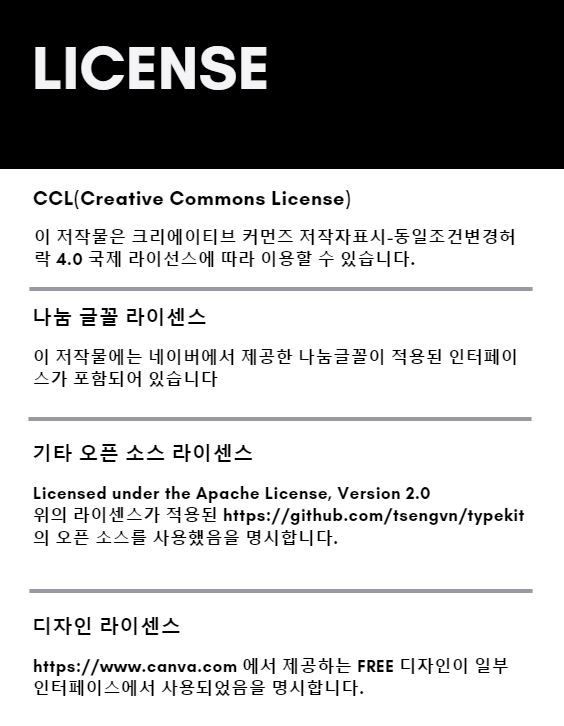 LICENSE
CCL(Creative Commons License)
이 저작물은 크리에이티브 커먼즈 저작자표시-동일조건변경허
락 4.0 국제 라이선스에 따라 이용할 수 있습니다.
나눔 글꼴 라이센스
이 저작물에는 네이버에서 제공한 나눔글꼴이 적용된 인터페이
스가 포함되어 있습니다
기타 오픈 소스 라이센스
Licensed under the Apache License, Version 2.0
위의 라이센스가 적용된 https://github.com/tsengvn/typekit
의 오픈 소스를 사용했음을 명시합니다.
디자인 라이센스
https://www.canva.com 에서 제공하는 FREE 디자인이 일부
인터페이스에서 사용되었음을 명시합니다.